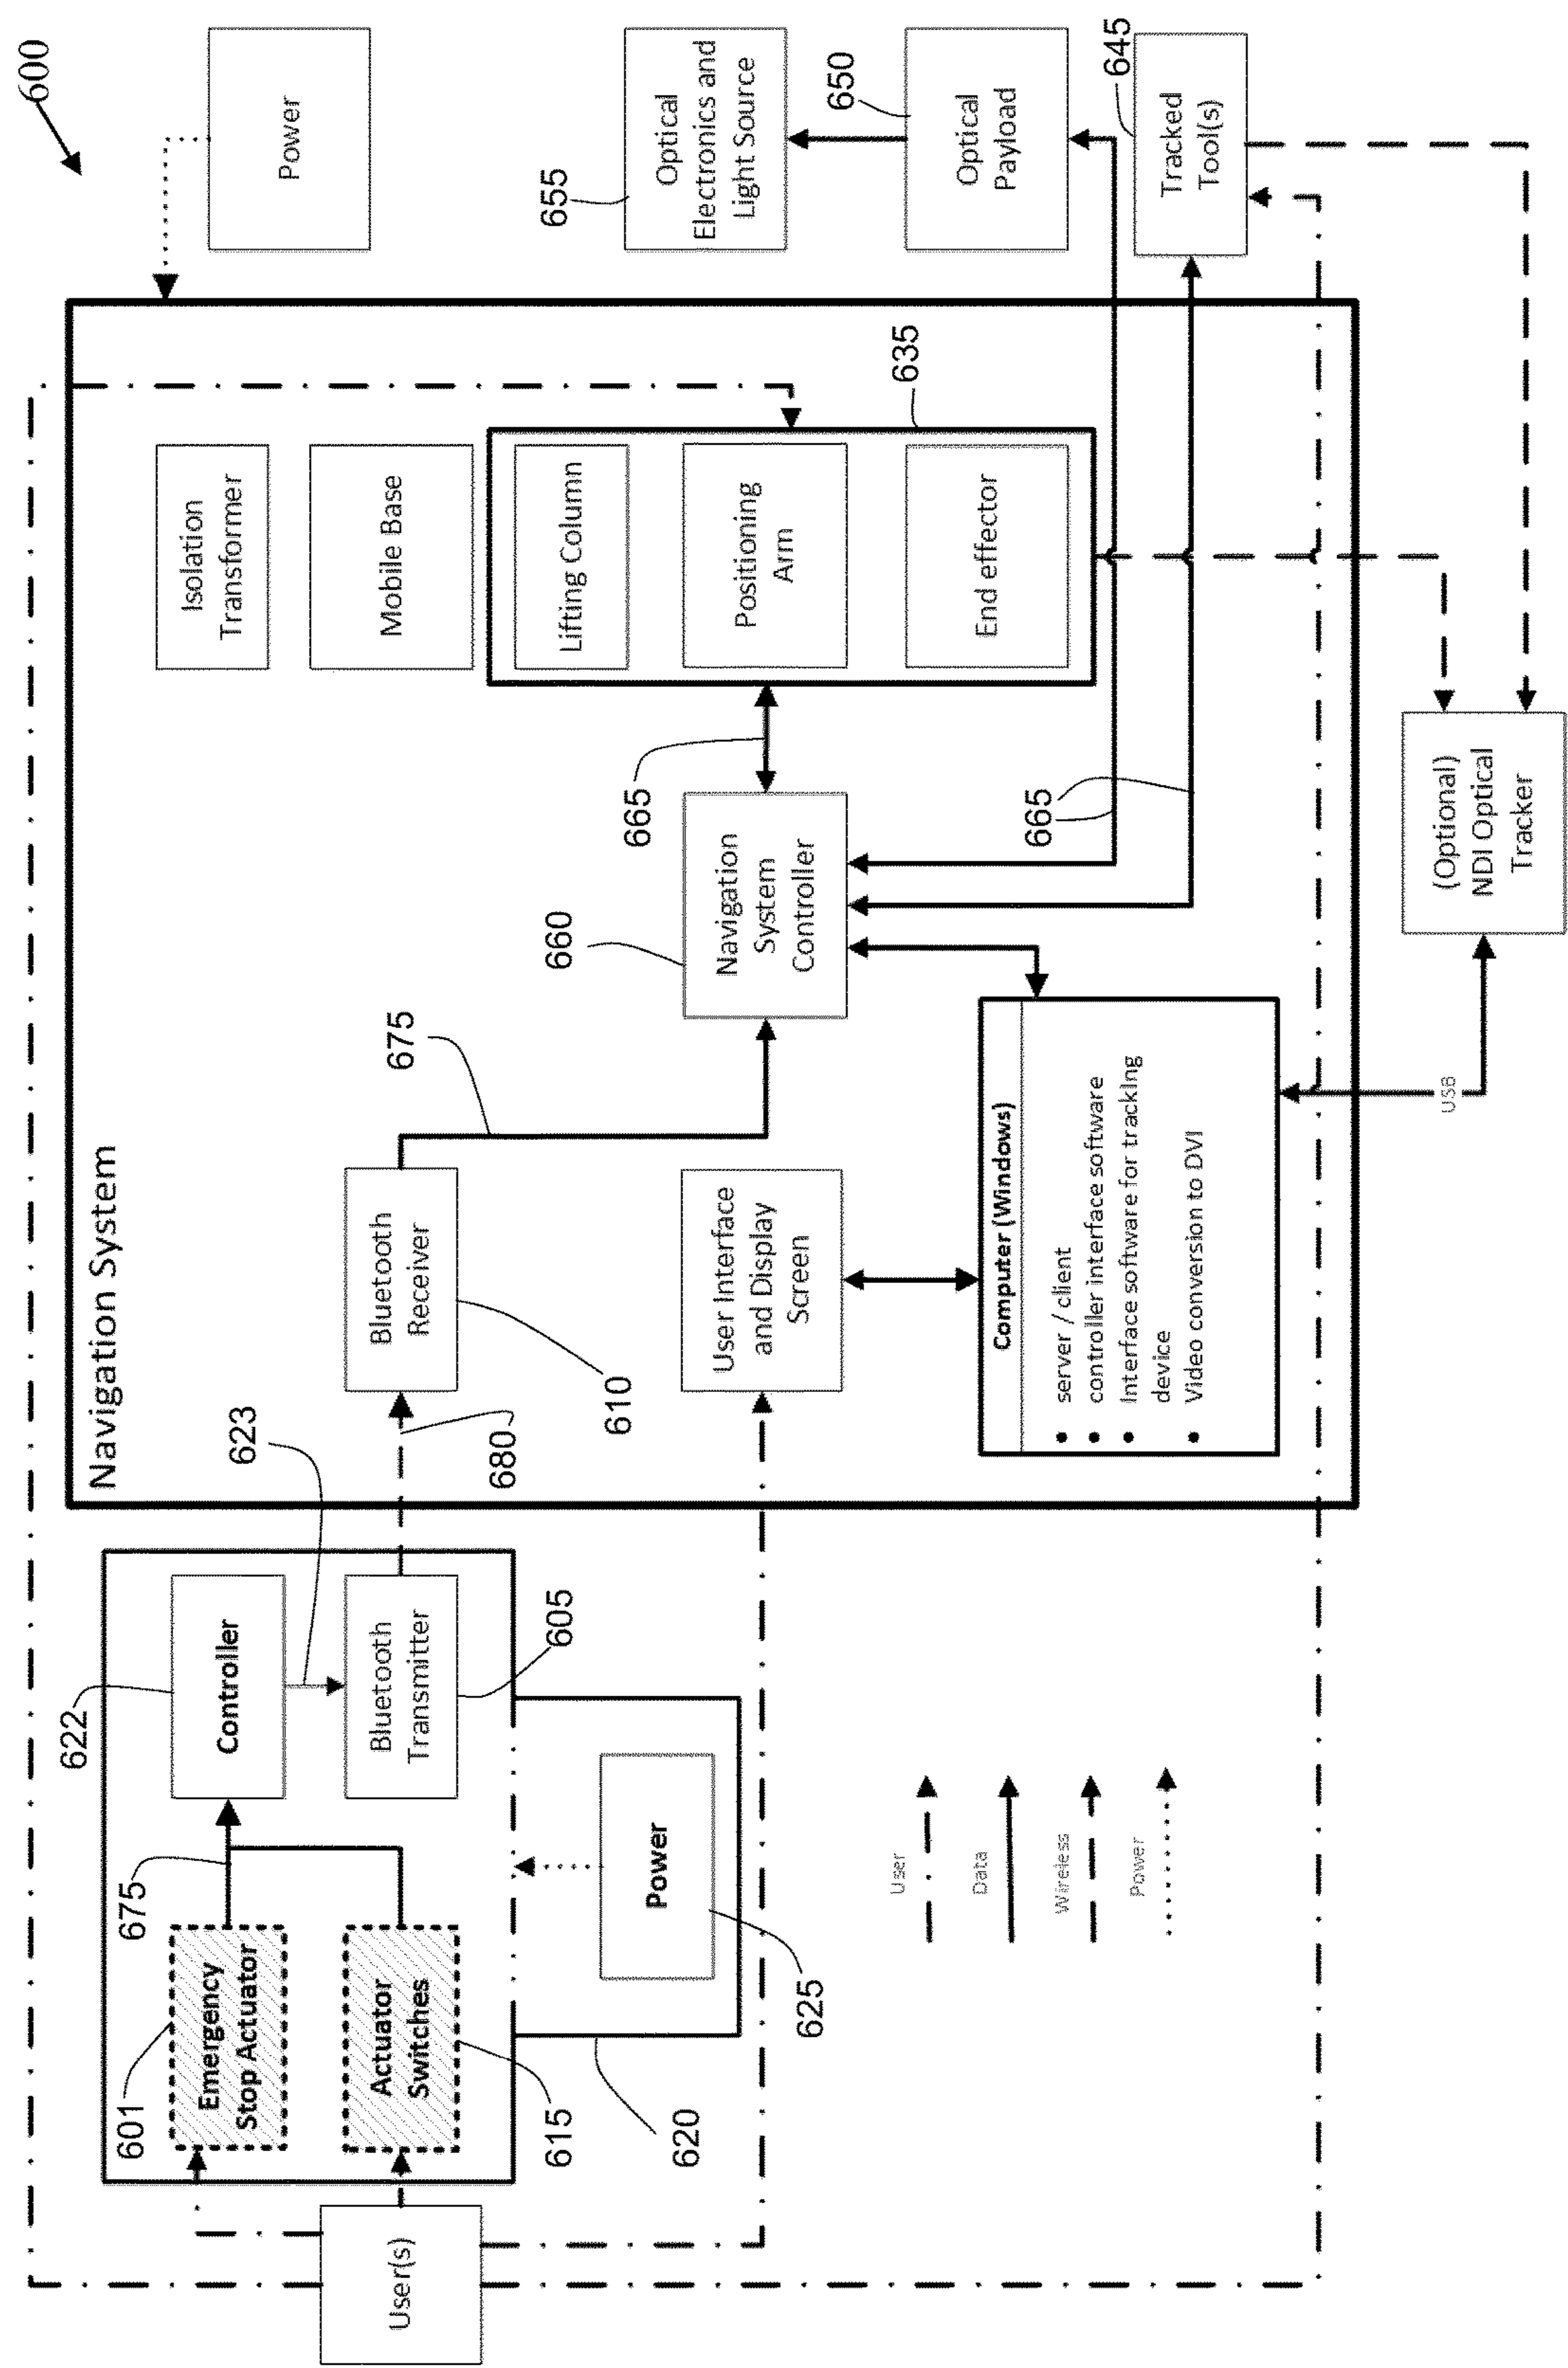 600
Navigation System
User(s)
601
Emergency
Stop Actuator
675
622
Controller
623
Actuator
Switches
615
Bluetooth
Transmitter
605
620
Power
625
680
Bluetooth
Receiver
610
675
User Interface
and Display
Screen
Computer (Windows)
• server / client
• controller interface software
• Interface software for tracking
device
• Video conversion to DVI
660
Navigation
System
Controller
665
665
Isolation
Transformer
Mobile Base
Lifting Column
Positioning
Arm
End effector
635
Power
655
Optical
Electronics and
Light Source
650
Optical
Payload
645
Tracked
Tool(s)
USB
(Optional)
NDI Optical
Tracker
User
Data
Wireless
Power